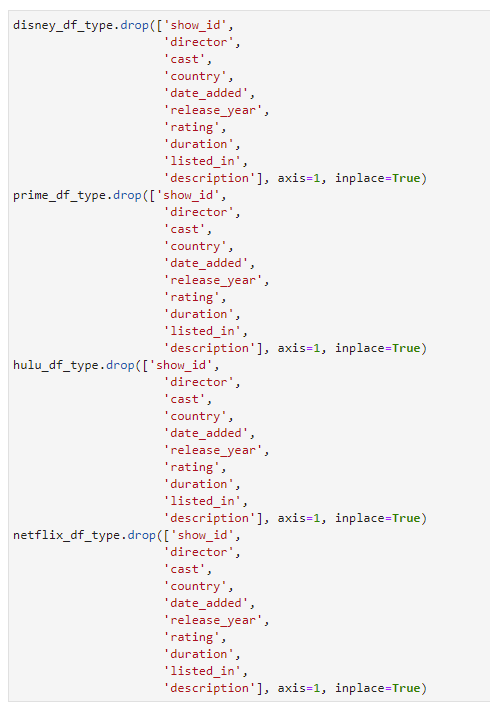 disney_df_type.drop(['show_id',
                     'director',
                     'cast',
                     'country',
                     'date_added',
                     'release_year',
                     'rating',
                     'duration',
                     'listed_in',
                     'description'], axis=1, inplace=True)
prime_df_type.drop(['show_id',
                     'director',
                     'cast',
                     'country',
                     'date_added',
                     'release_year',
                     'rating',
                     'duration',
                     'listed_in',
                     'description'], axis=1, inplace=True)
hulu_df_type.drop(['show_id',
                     'director',
                     'cast',
                     'country',
                     'date_added',
                     'release_year',
                     'rating',
                     'duration',
                     'listed_in',
                     'description'], axis=1, inplace=True)
netflix_df_type.drop(['show_id',
                     'director',
                     'cast',
                     'country',
                     'date_added',
                     'release_year',
                     'rating',
                     'duration',
                     'listed_in',
                     'description'], axis=1, inplace=True)